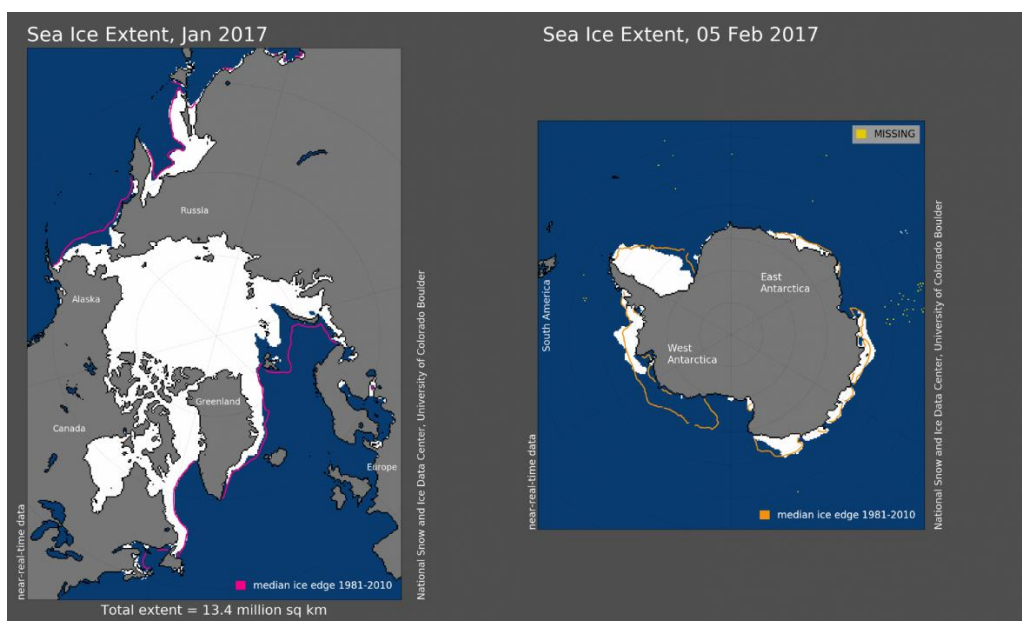 Sea Ice Extent, Jan 2017
Russia
Alaska
Greenland
Canada
Europe
near-real-time data
median ice edge 1981-2010
National Snow and Ice Data Center, University of Colorado Boulder
Total extent = 13.4 million sq km
Sea Ice Extent, 05 Feb 2017
MISSING
South America
East
Antarctica
West
Antarctica
near-real-time data
median ice edge 1981-2010
National Snow and Ice Data Center, University of Colorado Boulder